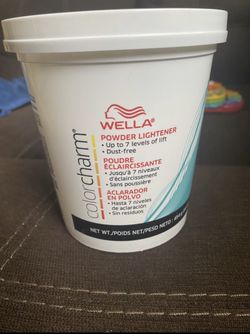 WELLA
colorcharm®
POWDER LIGHTENER
• Up to 7 levels of lift
• Dust-free
POUDRE
ÉCLAIRCISSANTE
• Jusqu'à 7 niveaux
d'éclaircissement
• Sans poussière
ACLARADOR
EN POLVO
• Hasta 7 niveles
de aclaración
• Sin residuos
NET WT./POIDS NET/PESO NETO